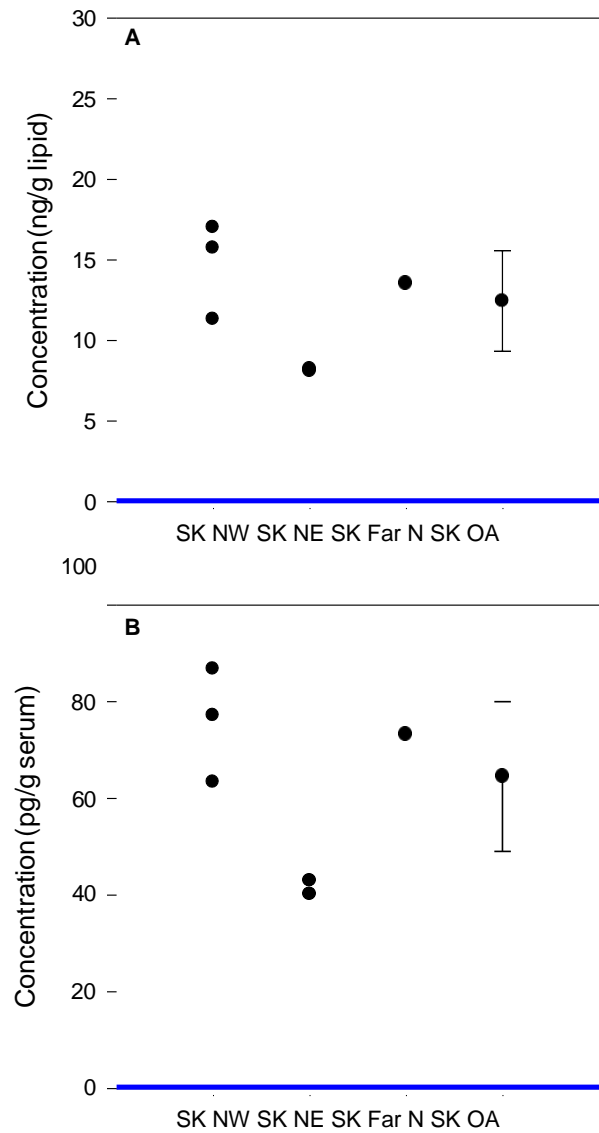 30
A
25
20
15
10
5
0
Concentration (ng/g lipid)
SK NW SK NE SK Far N SK OA
100
B
80
60
40
20
0
Concentration (pg/g serum)
SK NW SK NE SK Far N SK OA